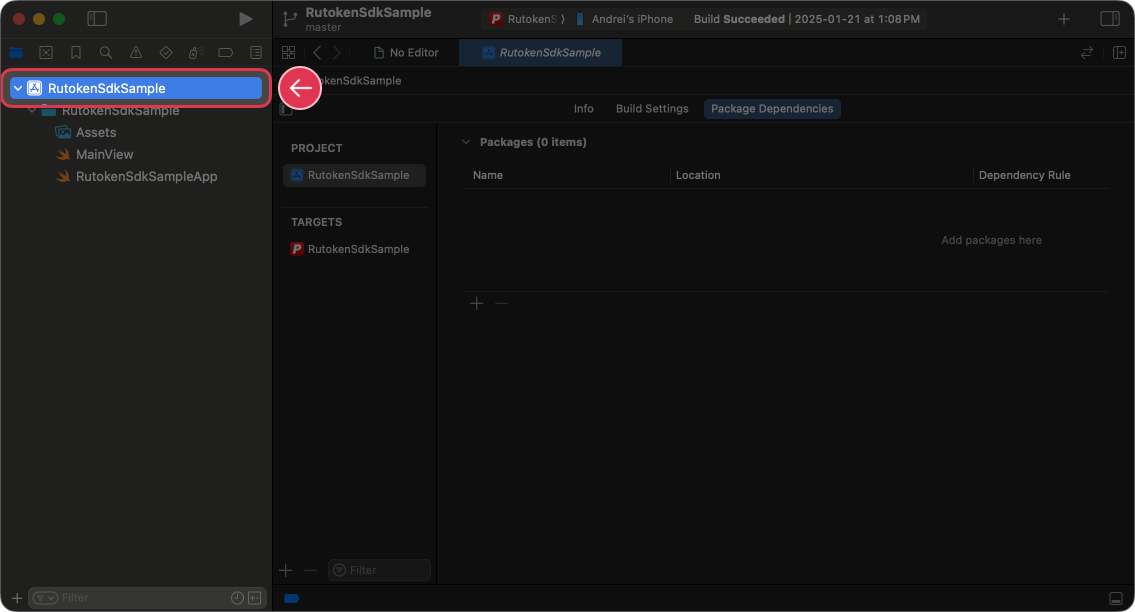 RutokenSdkSample
master
RutokenS
Andrei's iPhone
Build Succeeded | 2025-01-21 at 1:08 PM
No Editor
RutokenSdkSample
RutokenSdkSample
RutokenSdkSample
Assets
MainView
RutokenSdkSampleApp
Filter
kenSdkSample
Info
Build Settings
Package Dependencies
PROJECT
RutokenSdkSample
TARGETS
P RutokenSdkSample
Filter
Packages (0 items)
Name
Location
Dependency Rule
Add packages here